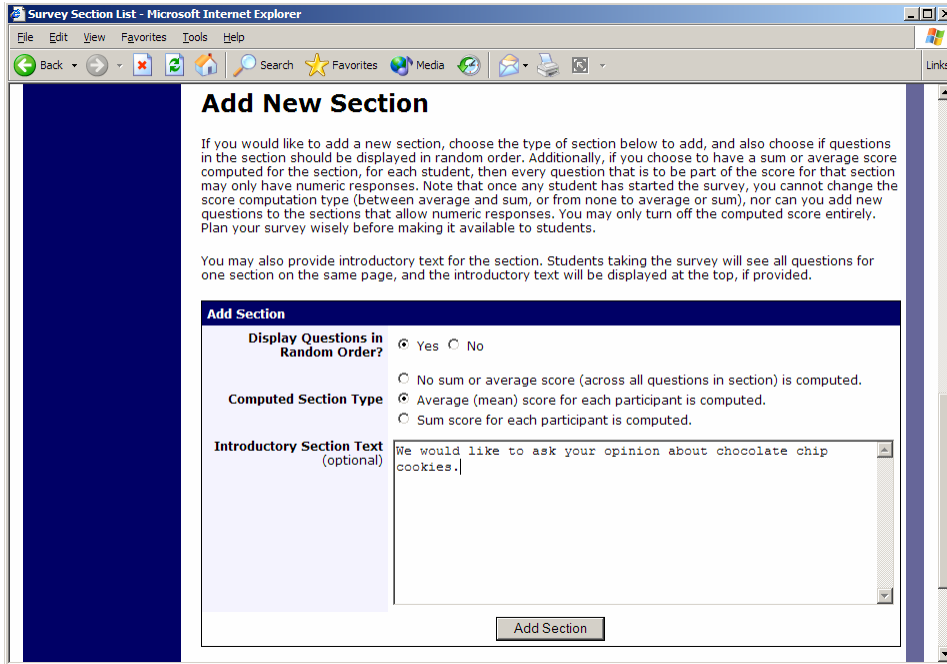 Survey Section List - Microsoft Internet Explorer
File Edit View Favorites Tools Help
Back Search Favorites Media Links
Add New Section
If you would like to add a new section, choose the type of section below to add, and also choose if questions
in the section should be displayed in random order. Additionally, if you choose to have a sum or average score
computed for the section, for each student, then every question that is to be part of the score for that section
may only have numeric responses. Note that once any student has started the survey, you cannot change the
score computation type (between average and sum, or from none to average or sum), nor can you add new
questions to the sections that allow numeric responses. You may only turn off the computed score entirely.
Plan your survey wisely before making it available to students.
You may also provide introductory text for the section. Students taking the survey will see all questions for
one section on the same page, and the introductory text will be displayed at the top, if provided.
Add Section
Display Questions in
Random Order?
Yes No
No sum or average score (across all questions in section) is computed.
Computed Section Type
Average (mean) score for each participant is computed.
Sum score for each participant is computed.
Introductory Section Text
(optional)
We would like to ask your opinion about chocolate chip
cookies.
Add Section